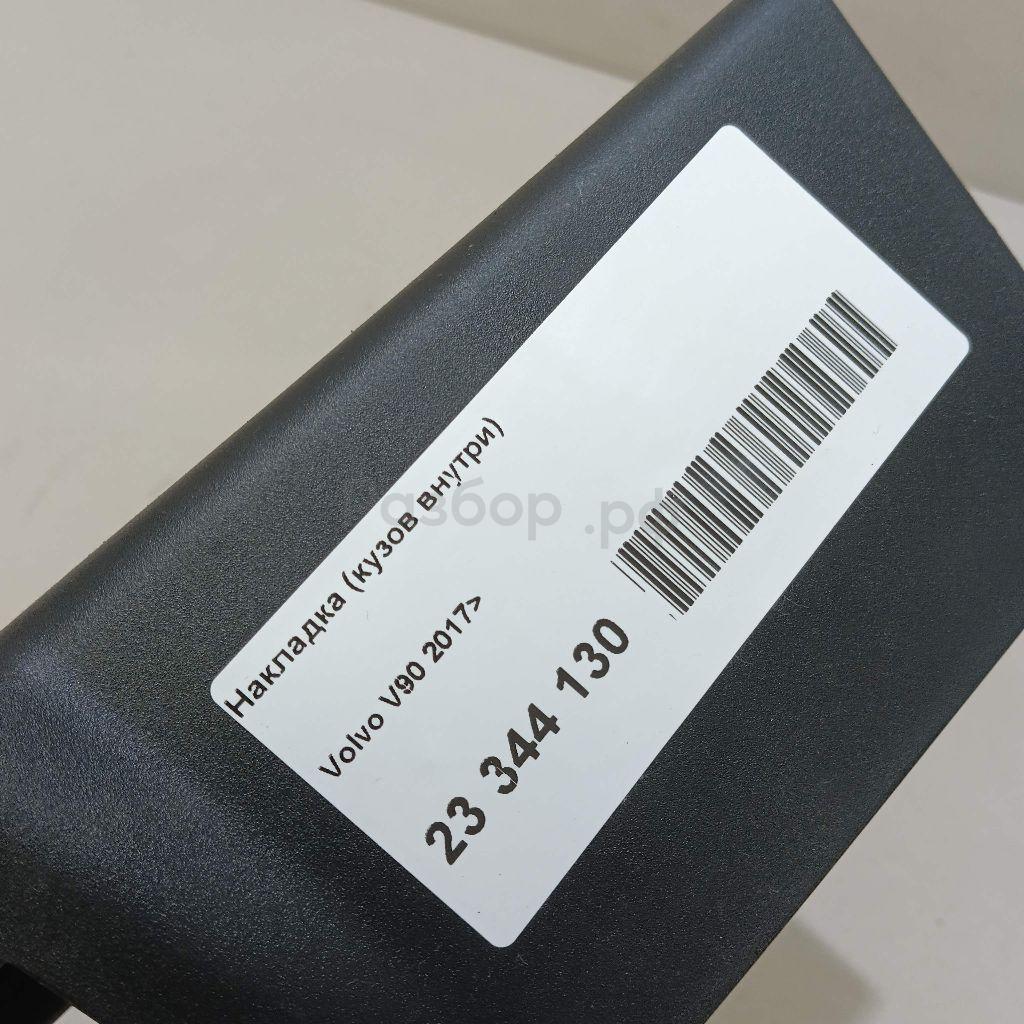 Накладка (кузов внутри)
Volvo V90 2017>
23 344 130